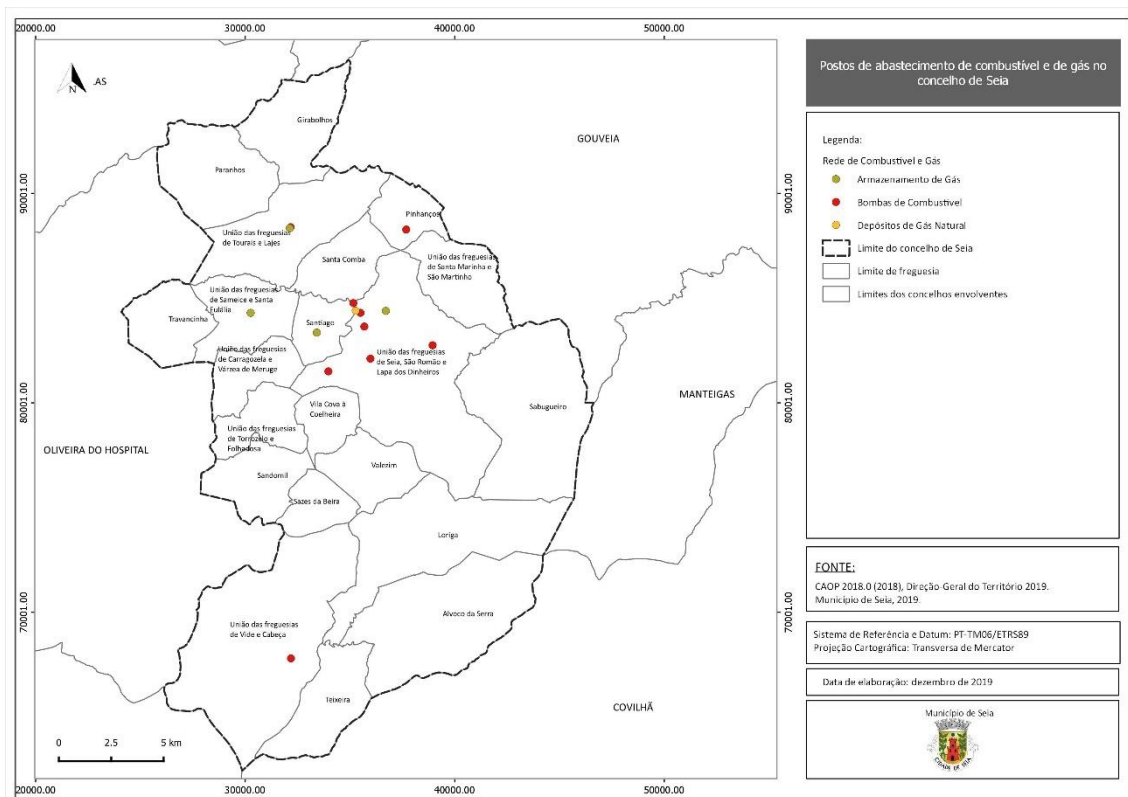 20000.00
30000.00
40000.00
50000.00
.AS
N
Girabolhos
GOUVEIA
Paranhos
90001.00
90001.00
Pinhanços
União das freguesias
de Tourais e Lajes
Santa Comba
União das freguesias
de Santa Marinha e
São Martinho
União das freguesias
de Sameice e Santa
Eulália
Travancinha
Santiago
União das freguesias
de Carragozela e
Várzea de Meruge
União das freguesias
de Seia, São Romão e
Lapa dos Dinheiros
MANTEIGAS
80001.00
80001.00
Sabugueiro
Vila Cova à
Coelheira
União das freguesias
de Torrozelo e
Folhadosa
OLIVEIRA DO HOSPITAL
Valezim
Sandomil
Sazes da Beira
Loriga
70001.00
70001.00
Alvoco da Serra
União das freguesias
de Vide e Cabeça
Teixeira
COVILHÃ
0 2.5 5 km
20000.00
30000.00
40000.00
50000.00
Postos de abastecimento de combustível e de gás no
concelho de Seia
Legenda:
Rede de Combustível e Gás
Armazenamento de Gás
Bombas de Combustível
Depósitos de Gás Natural
Limite do concelho de Seia
Limite de freguesia
Limites dos concelhos envolventes
FONTE:
CAOP 2018.0 (2018), Direção-Geral do Território 2019.
Município de Seia, 2019.
Sistema de Referência e Datum: PT-TM06/ETRS89
Projeção Cartográfica: Transversa de Mercator
Data de elaboração: dezembro de 2019
Município de Seia
CIDADE DE SEIA